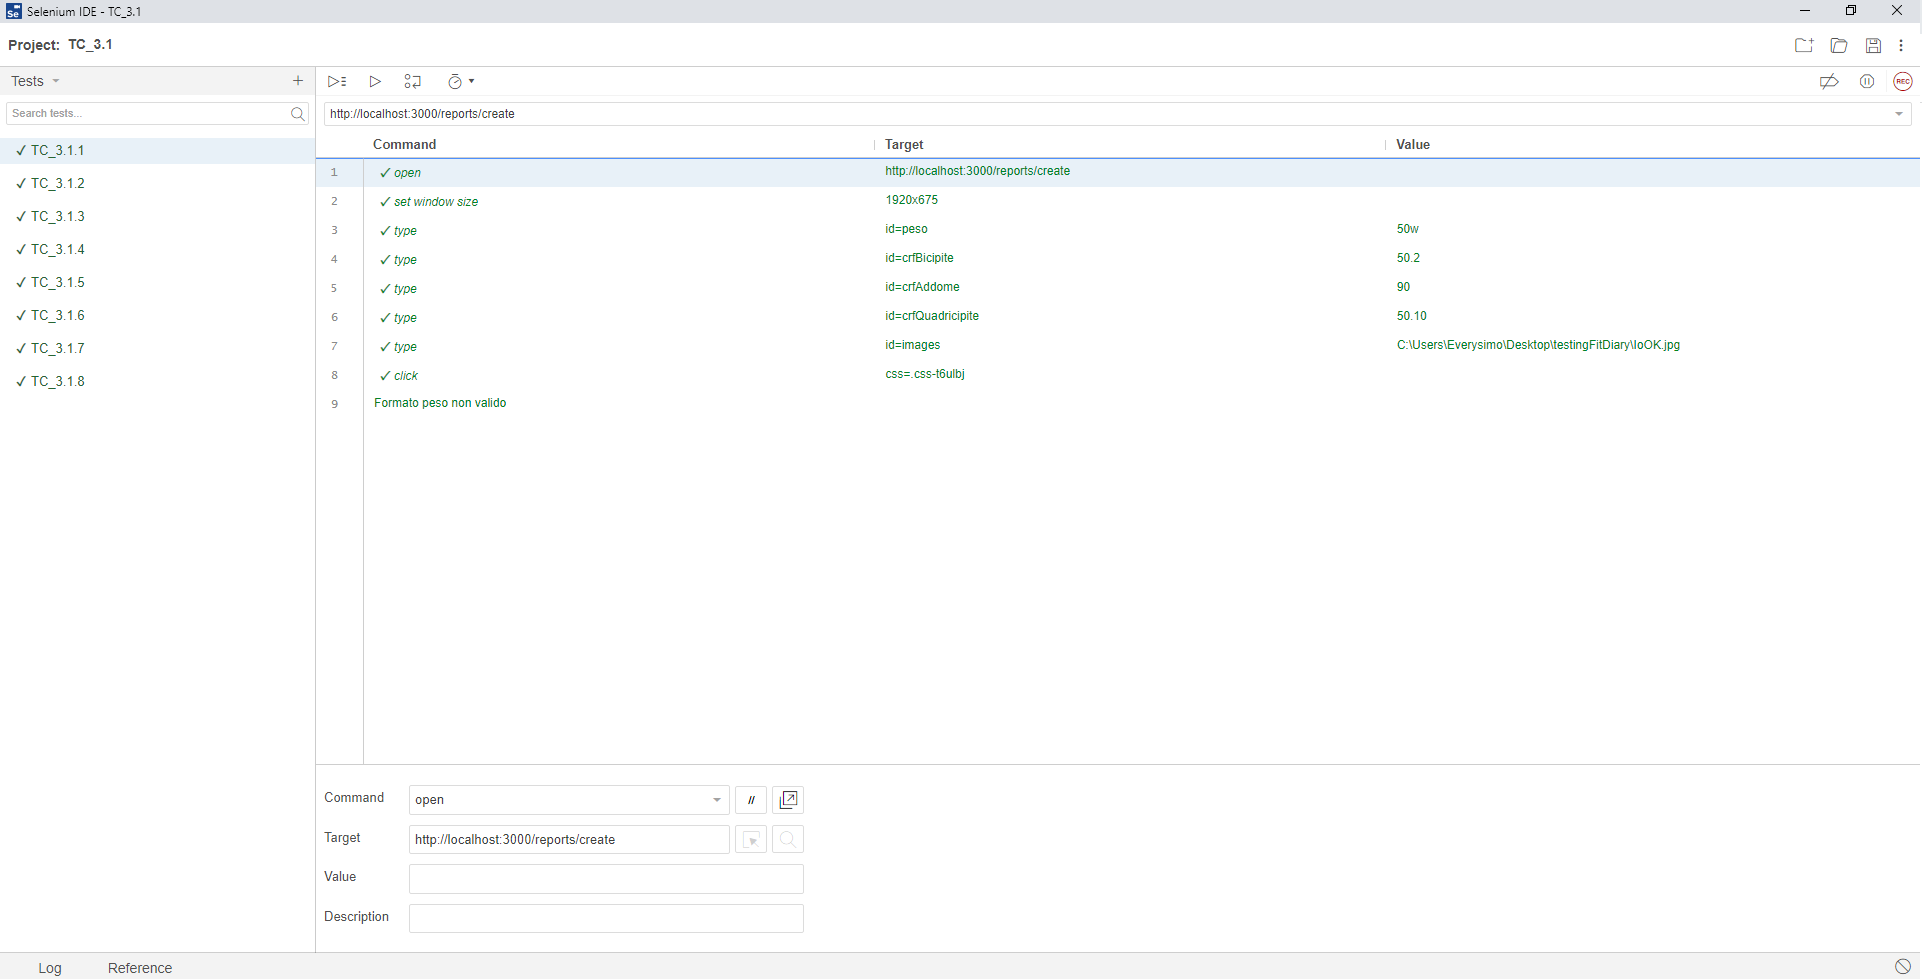 Selenium IDE - TC_3.1
Project: TC_3.1
Tests
Search tests...
✓ TC_3.1.1
✓ TC_3.1.2
✓ TC_3.1.3
✓ TC_3.1.4
✓ TC_3.1.5
✓ TC_3.1.6
✓ TC_3.1.7
✓ TC_3.1.8
REC
http://localhost:3000/reports/create
Command Target Value
1 ✓ open http://localhost:3000/reports/create
2 ✓ set window size 1920x675
3 ✓ type id=peso 50w
4 ✓ type id=crfBicipite 50.2
5 ✓ type id=crfAddome 90
6 ✓ type id=crfQuadricipite 50.10
7 ✓ type id=images C:\Users\Everysimo\Desktop\testingFitDiary\IoOK.jpg
8 ✓ click css=.css-t6ulbj
9 Formato peso non valido
Command open //
Target http://localhost:3000/reports/create
Value
Description
Log Reference